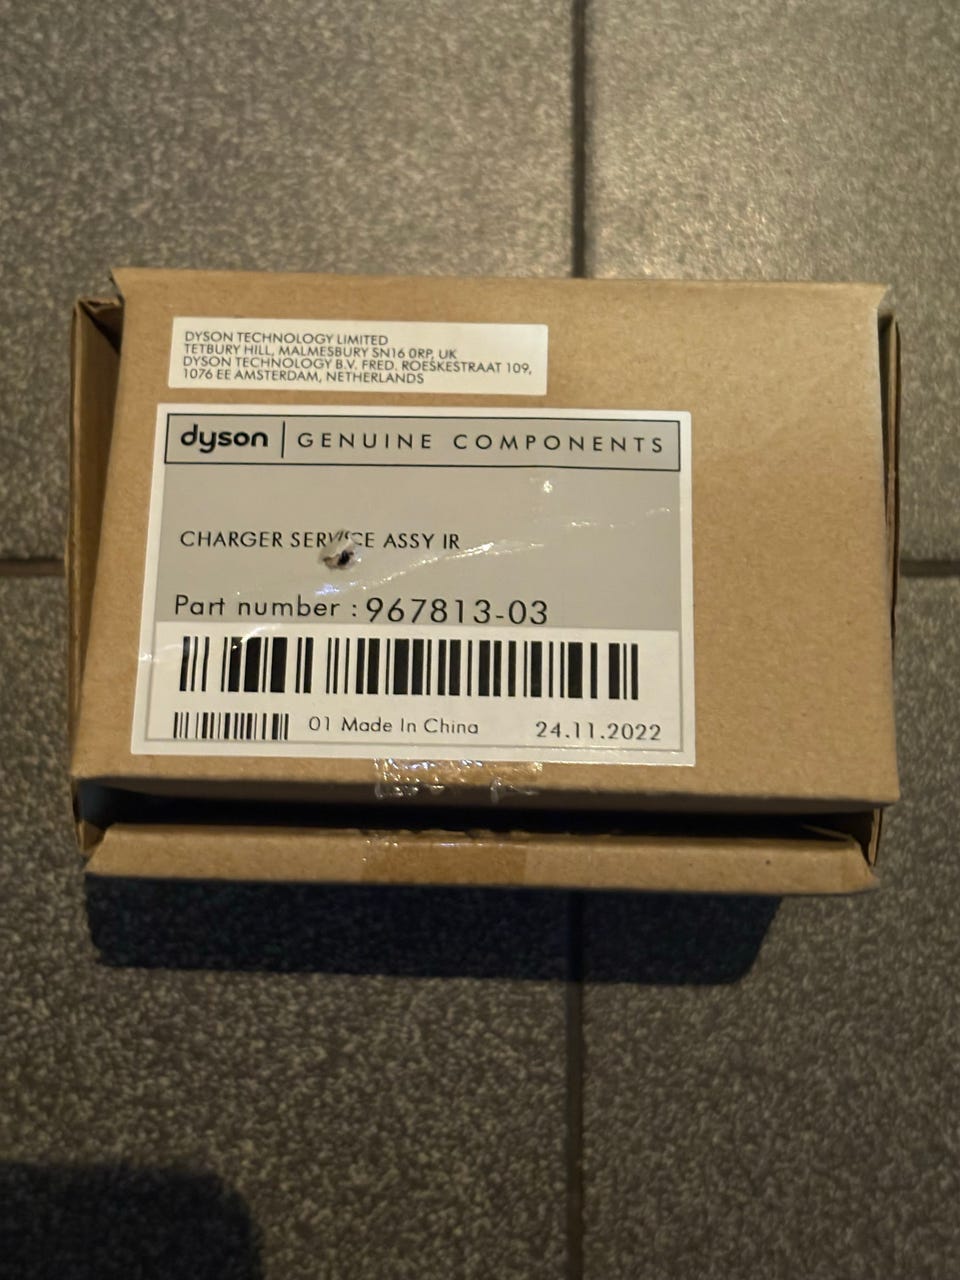 DYSON TECHNOLOGY LIMITED
TETBURY HILL, MALMESBURY SN16 0RP, UK
DYSON TECHNOLOGY B.V. FRED. ROESKESTRAAT 109,
1076 EE AMSTERDAM, NETHERLANDS
dyson | GENUINE COMPONENTS
CHARGER SERVICE ASSY IR
Part number : 967813-03
01 Made In China 24.11.2022